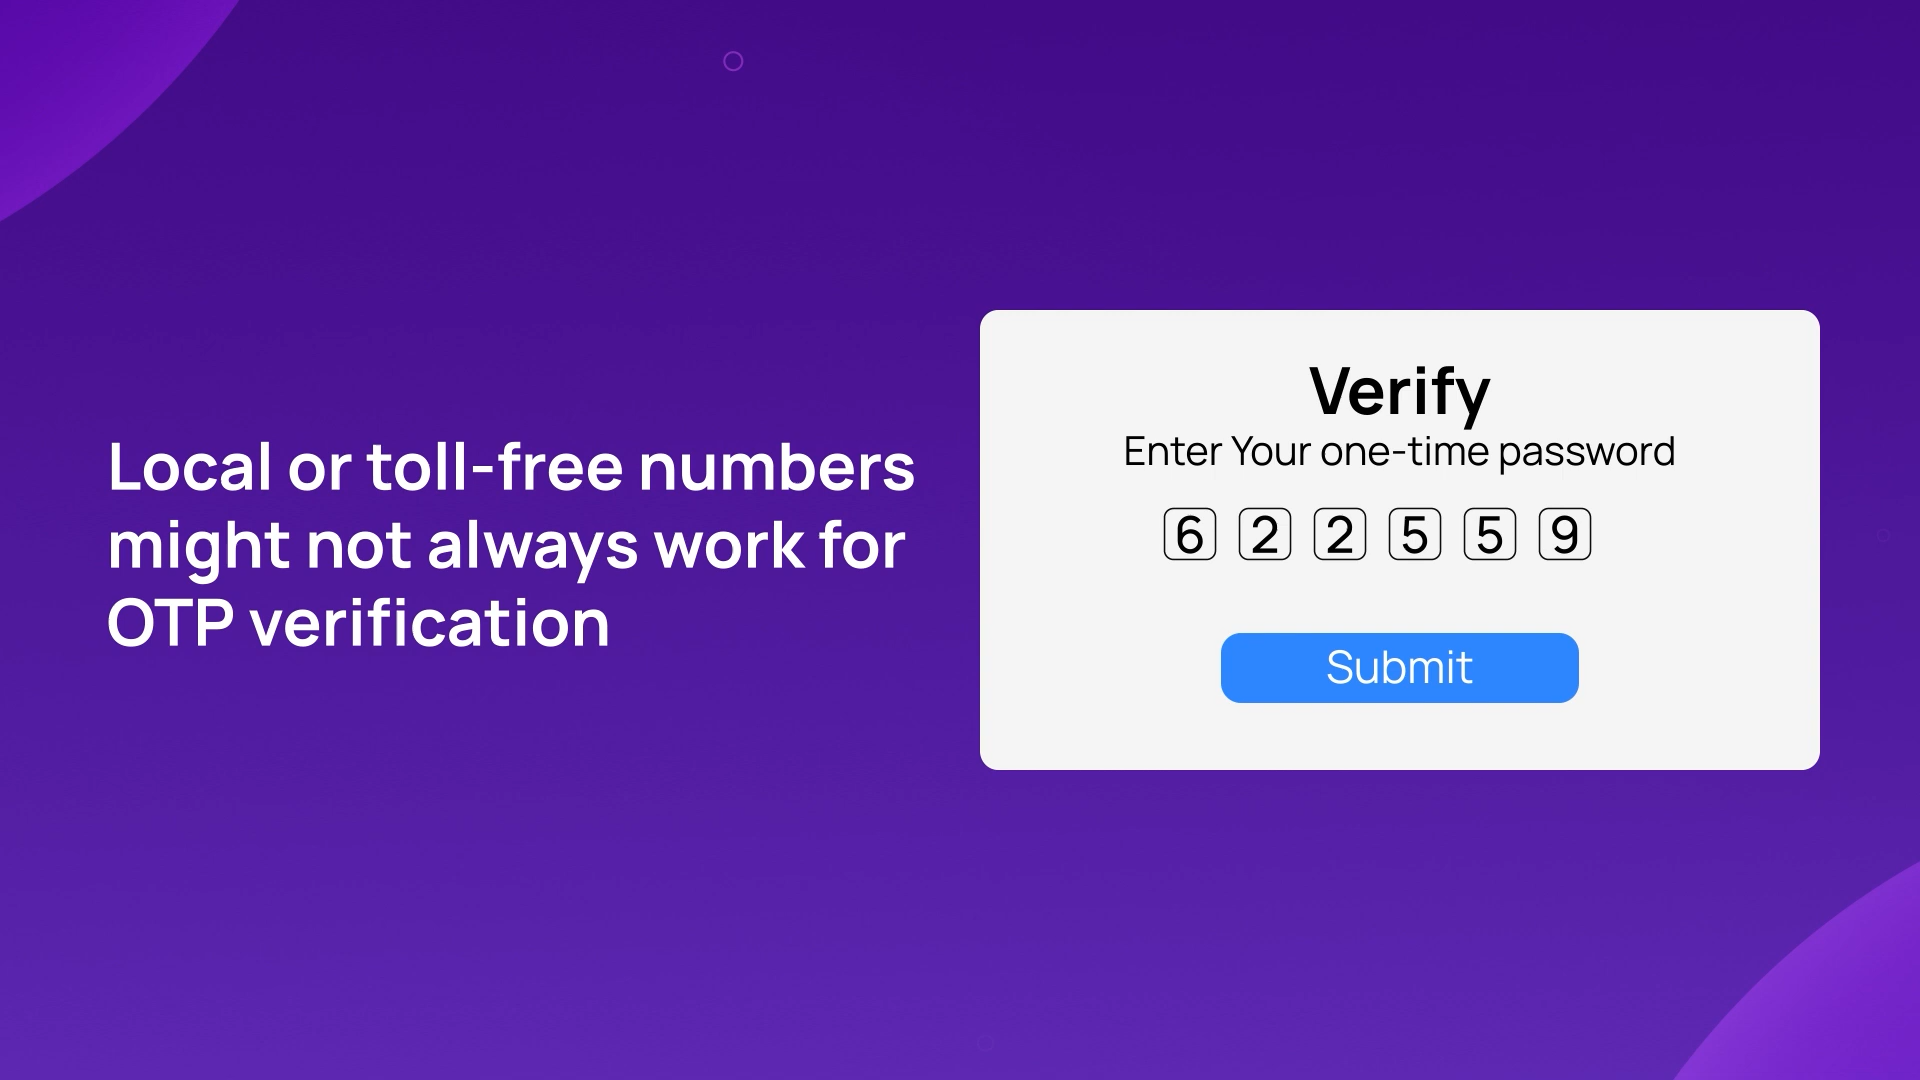 Local or toll-free numbers
might not always work for
OTP verification
Verify
Enter Your one-time password
6 2 2 5 5 9
Submit